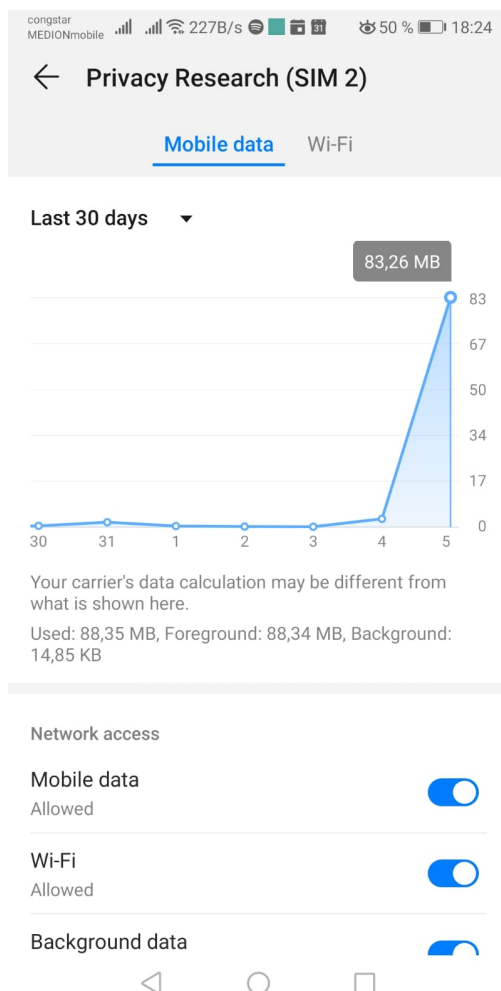 congstar
MEDIONmobile 227B/s 31 50 % 18:24
Privacy Research (SIM 2)
Mobile data Wi-Fi
Last 30 days
83,26 MB
83
67
50
34
17
0
30 31 1 2 3 4 5
Your carrier's data calculation may be different from
what is shown here.
Used: 88,35 MB, Foreground: 88,34 MB, Background:
14,85 KB
Network access
Mobile data
Allowed
Wi-Fi
Allowed
Background data